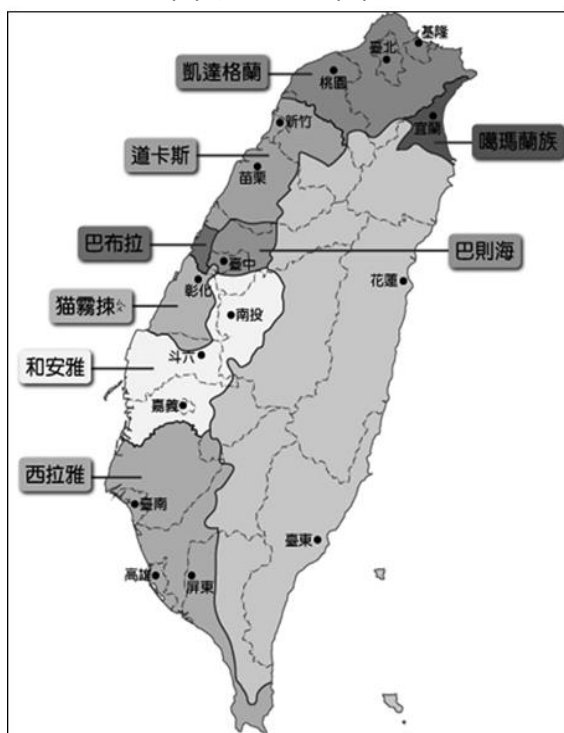 基隆
臺北
凱達格蘭
桃園
宜蘭
新竹
噶瑪蘭族
道卡斯
苗栗
巴布拉
巴則海
臺中
彰化
花蓮
猫霧捒
南投
斗六
和安雅
嘉義
西拉雅
臺南
臺東
高雄
屏東